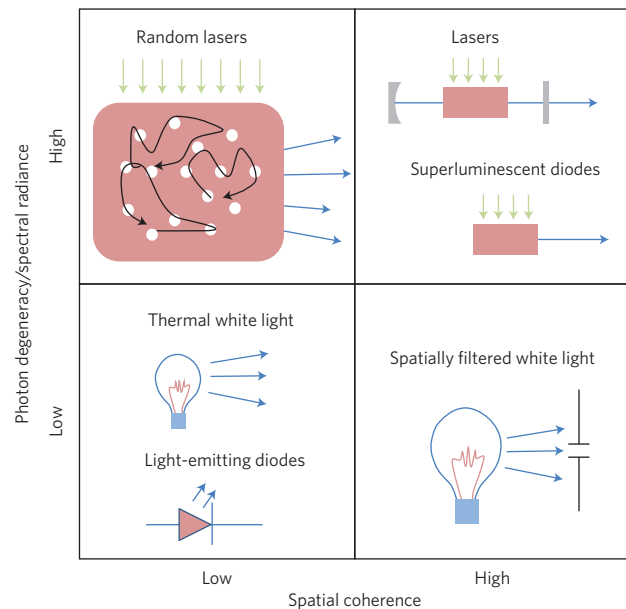 Random lasers
Lasers
Superluminescent diodes
Thermal white light
Light-emitting diodes
Spatially filtered white light
Photon degeneracy/spectral radiance
High
Low
Low
High
Spatial coherence